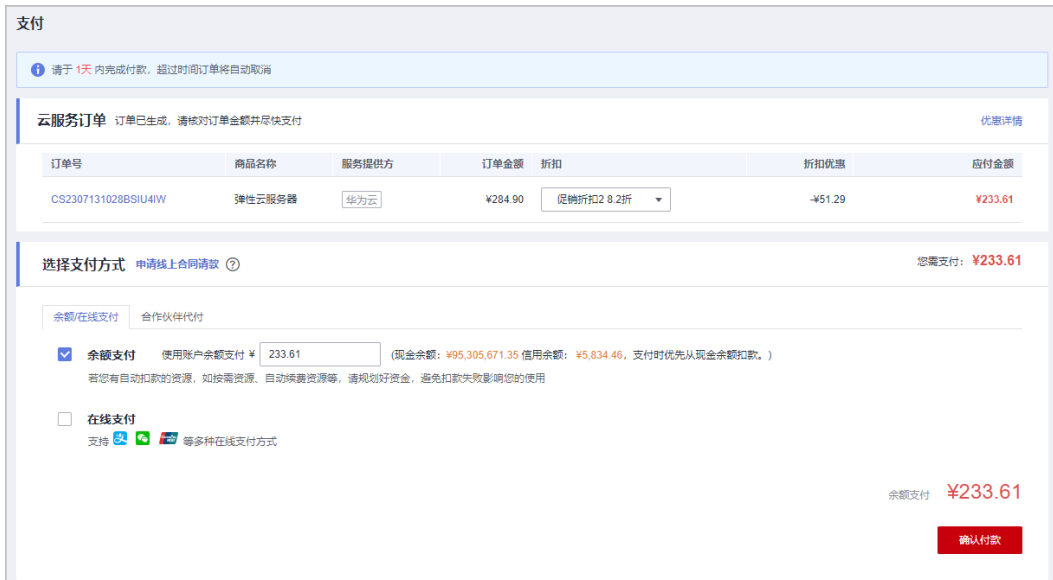 支付
请于 1天 内完成付款，超过时间订单将自动取消
云服务订单 订单已生成，请核对订单金额并尽快支付 优惠详情
订单号 商品名称 服务提供方 订单金额 折扣 折扣优惠 应付金额
CS2307131028BSIU4IW 弹性云服务器 华为云 ¥284.90 促销折扣2 8.2折 -¥51.29 ¥233.61
选择支付方式 申请线上合同请款 ? 您需支付：¥233.61
余额/在线支付 合作伙伴代付
余额支付 使用账户余额支付 ¥ 233.61 (现金余额：¥95,305,671.35 信用余额：¥5,834.46，支付时优先从现金余额扣款。)
若您有自动扣款的资源，如按需资源、自动续费资源等，请规划好资金，避免扣款失败影响您的使用
在线支付
支持 等多种在线支付方式
余额支付 ¥233.61
确认付款